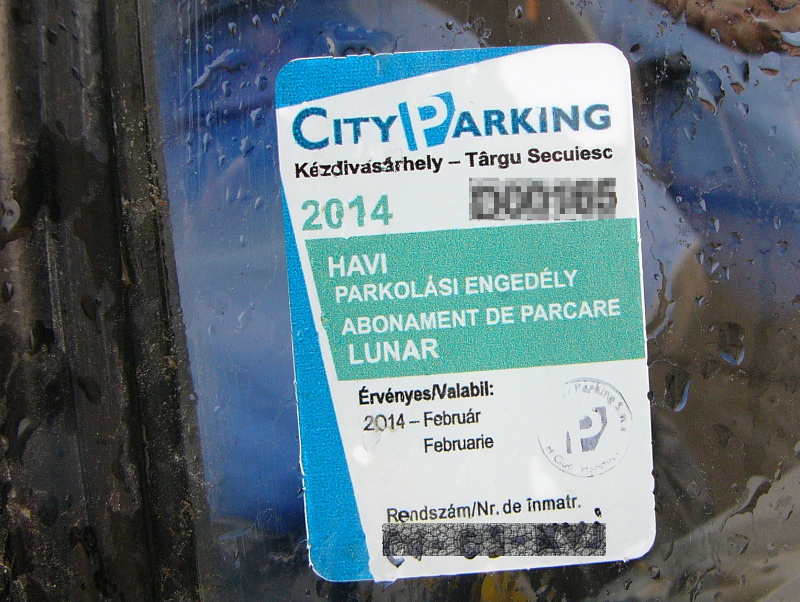 CITYPARKING
Kézdivasárhely – Târgu Secuiesc
2014
HAVI
PARKOLÁSI ENGEDÉLY
ABONAMENT DE PARCARE
LUNAR
Érvényes/Valabil:
2014 – Február
Februarie
Rendszám/Nr. de înmatr.